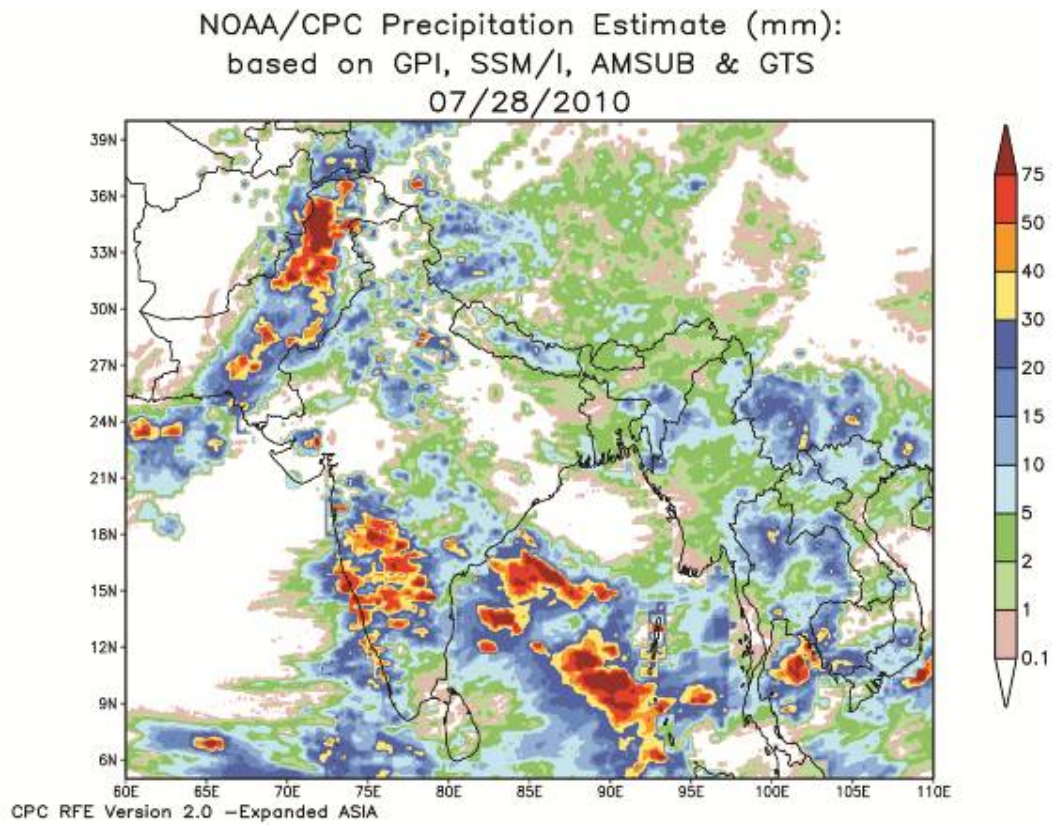 NOAA/CPC Precipitation Estimate (mm):
based on GPI, SSM/I, AMSUB & GTS
07/28/2010
39N
36N
33N
30N
27N
24N
21N
18N
15N
12N
9N
6N
60E 65E 70E 75E 80E 85E 90E 95E 100E 105E 110E
75
50
40
30
20
15
10
5
2
1
0.1
CPC RFE Version 2.0 –Expanded ASIA